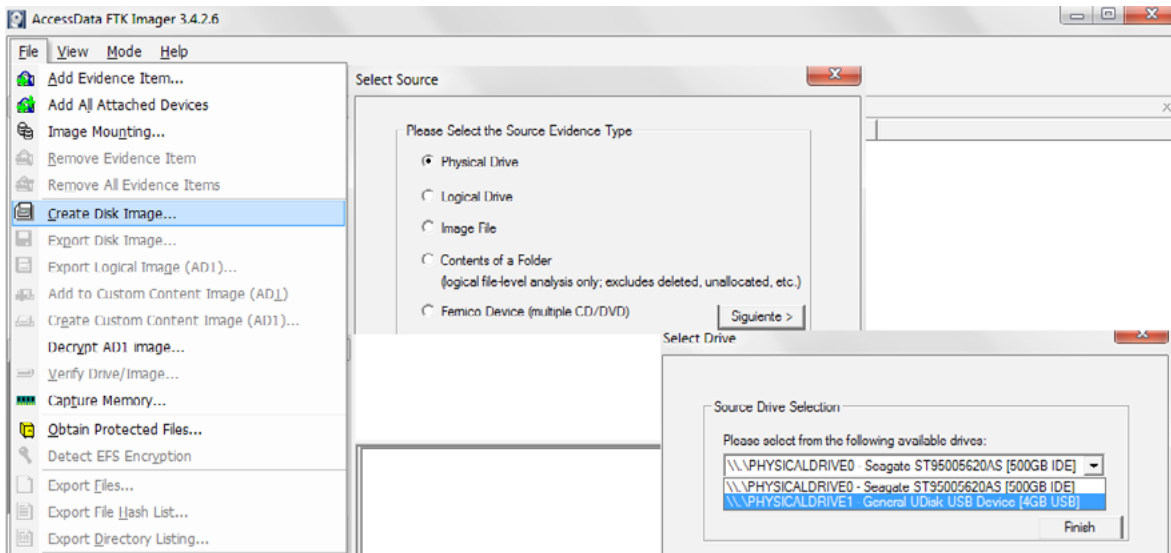 AccessData FTK Imager 3.4.2.6
File View Mode Help
Add Evidence Item...
Add All Attached Devices
Image Mounting...
Remove Evidence Item
Remove All Evidence Items
Create Disk Image...
Export Disk Image...
Export Logical Image (AD1)...
Add to Custom Content Image (AD1)
Create Custom Content Image (AD1)...
Decrypt AD1 image...
Verify Drive/Image...
Capture Memory...
Obtain Protected Files...
Detect EFS Encryption
Export Files...
Export File Hash List...
Export Directory Listing...
Select Source
Please Select the Source Evidence Type
Physical Drive
Logical Drive
Image File
Contents of a Folder
(logical file-level analysis only; excludes deleted, unallocated, etc.)
Fernico Device (multiple CD/DVD)
Siguiente >
Select Drive
Source Drive Selection
Please select from the following available drives:
\\.\PHYSICALDRIVE0 - Seagate ST95005620AS [500GB IDE]
\\.\PHYSICALDRIVE0 - Seagate ST95005620AS [500GB IDE]
\\.\PHYSICALDRIVE1 - General UDisk USB Device [4GB USB]
Finish